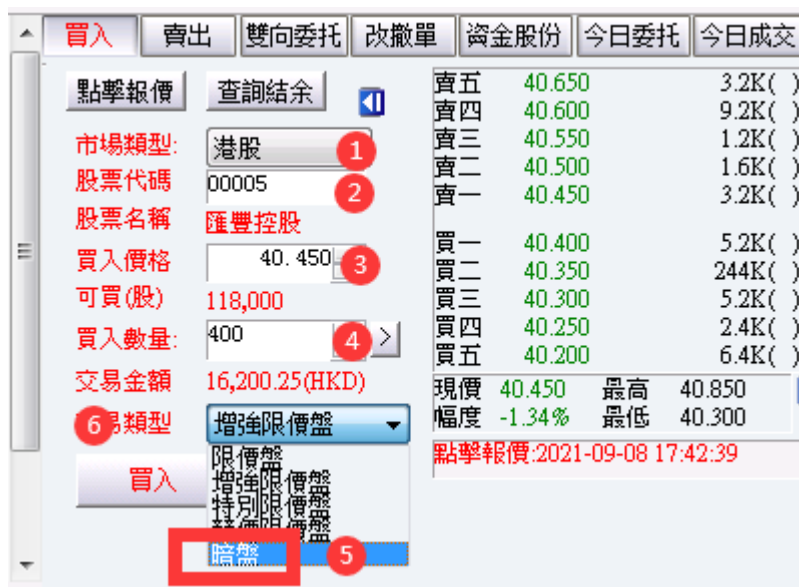 買入 賣出 雙向委托 改撤單 資金股份 今日委托 今日成交
點擊報價 查詢結余
市場類型: 港股 1
股票代碼 00005 2
股票名稱 匯豐控股
買入價格 40.450 3
可買(股) 118,000
買入數量: 400 4 >
交易金額 16,200.25(HKD)
6 易類型 增強限價盤
買入
限價盤
增強限價盤
特別限價盤
競價限價盤
暗盤 5
賣五 40.650 3.2K( )
賣四 40.600 9.2K( )
賣三 40.550 1.2K( )
賣二 40.500 1.6K( )
賣一 40.450 3.2K( )
買一 40.400 5.2K( )
買二 40.350 244K( )
買三 40.300 5.2K( )
買四 40.250 2.4K( )
買五 40.200 6.4K( )
現價 40.450 最高 40.850
幅度 -1.34% 最低 40.300
點擊報價:2021-09-08 17:42:39